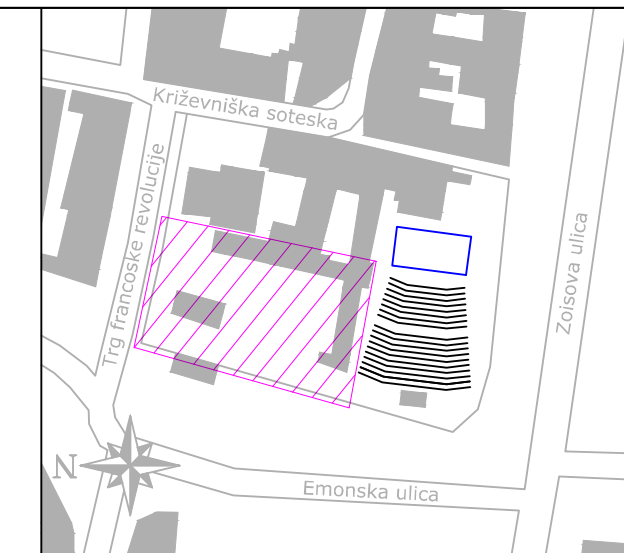 Križevniška soteska
Trg francoske revolucije
Zoisova ulica
N
Emonska ulica